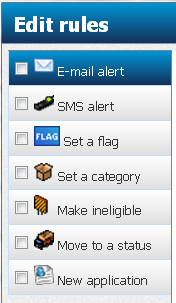 Edit rules
E-mail alert
SMS alert
FLAG Set a flag
Set a category
Make ineligible
Move to a status
New application